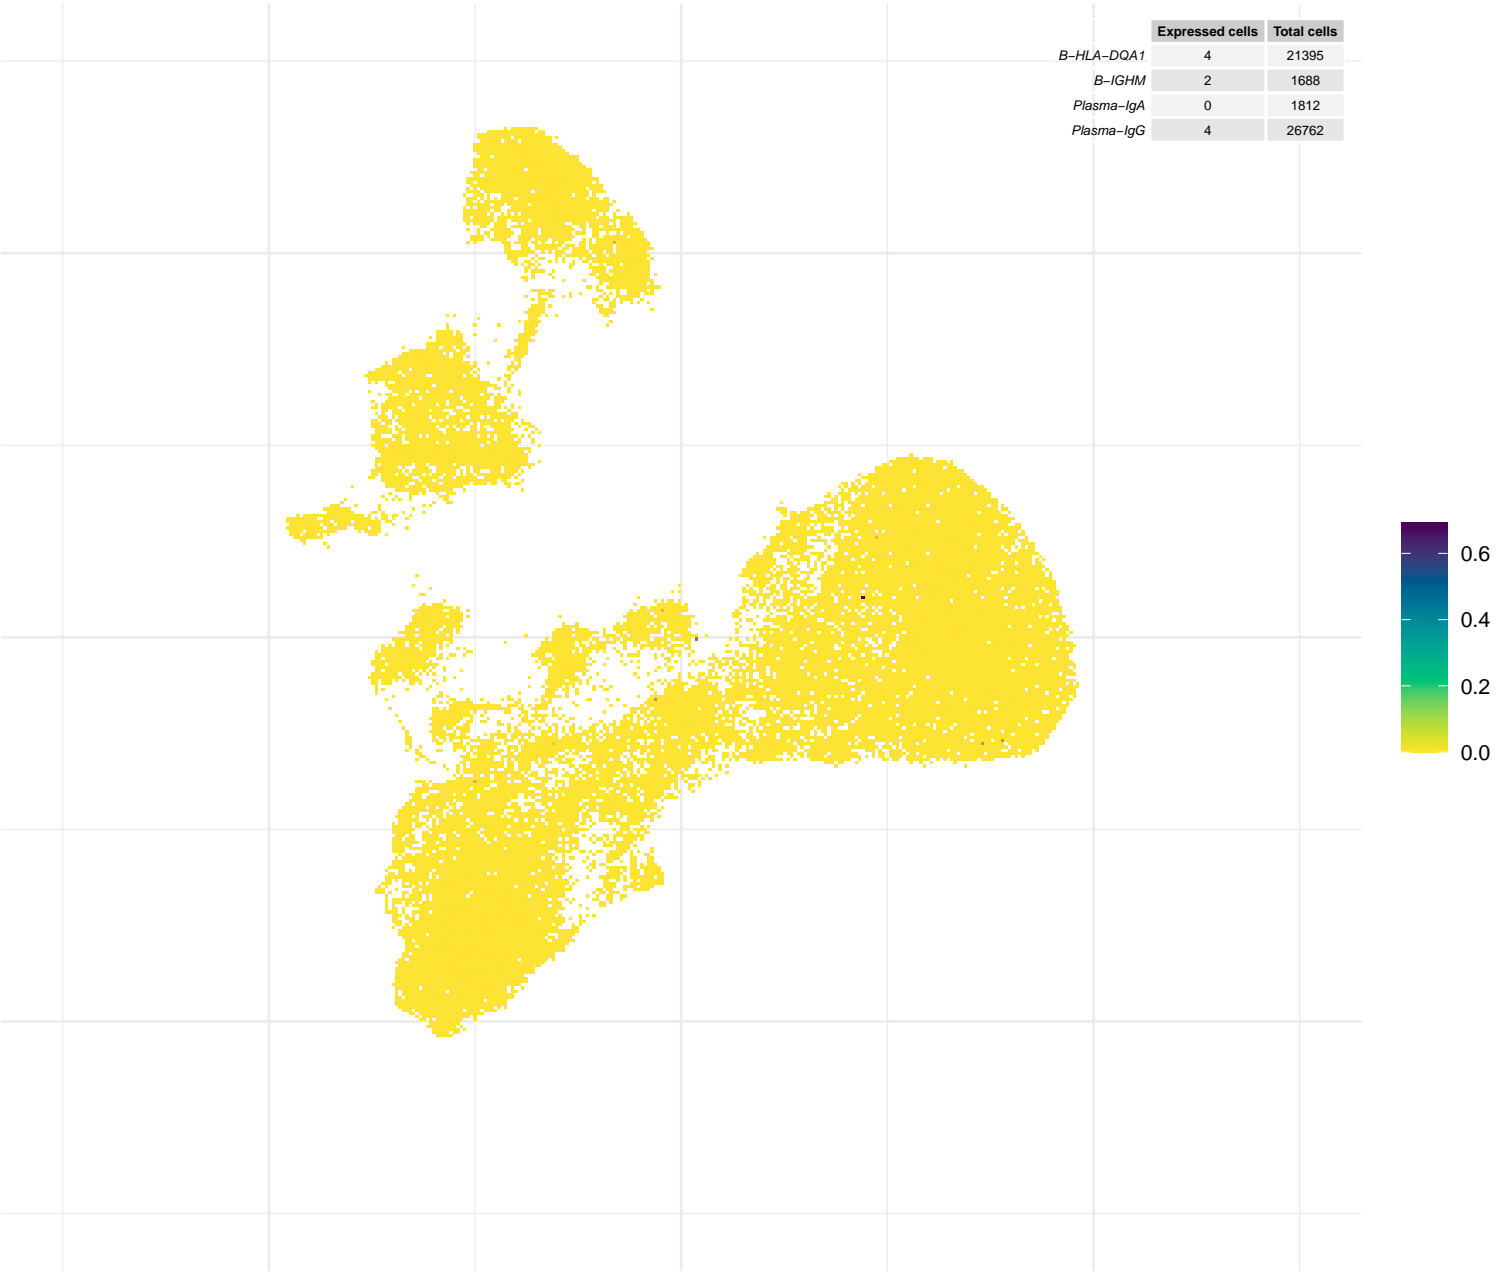 Expressed cells Total cells
B−HLA−DQA1 4 21395
B−IGHM 2 1688
Plasma−IgA 0 1812
Plasma−IgG 4 26762
0.6
0.4
0.2
0.0